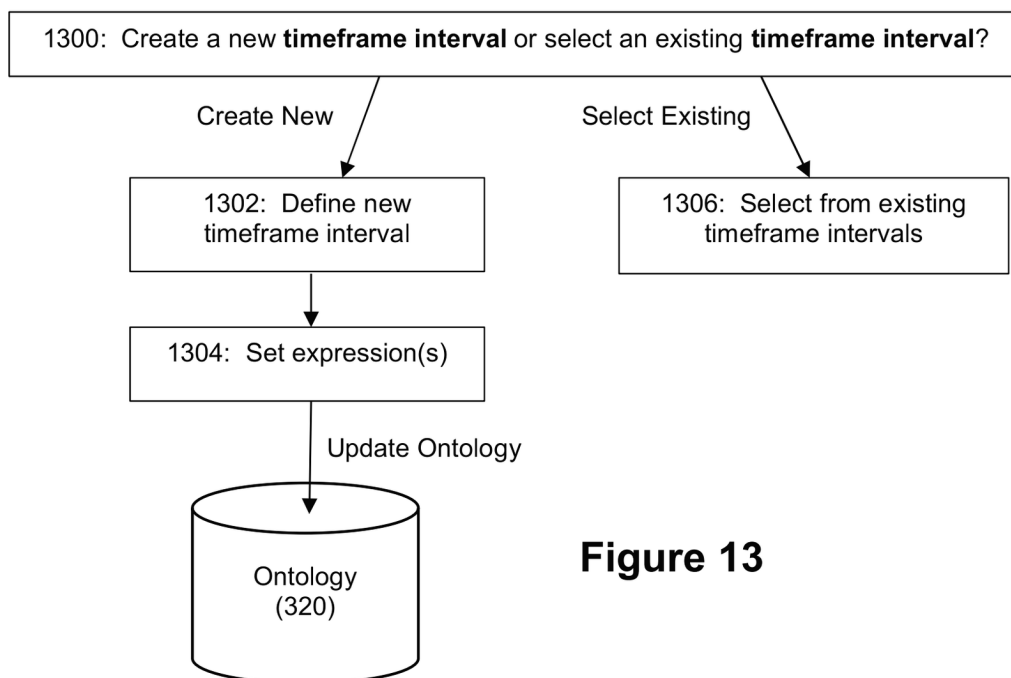 1300: Create a new timeframe interval or select an existing timeframe interval?
Create New
Select Existing
1302: Define new
timeframe interval
1306: Select from existing
timeframe intervals
1304: Set expression(s)
Update Ontology
Ontology
(320)
Figure 13